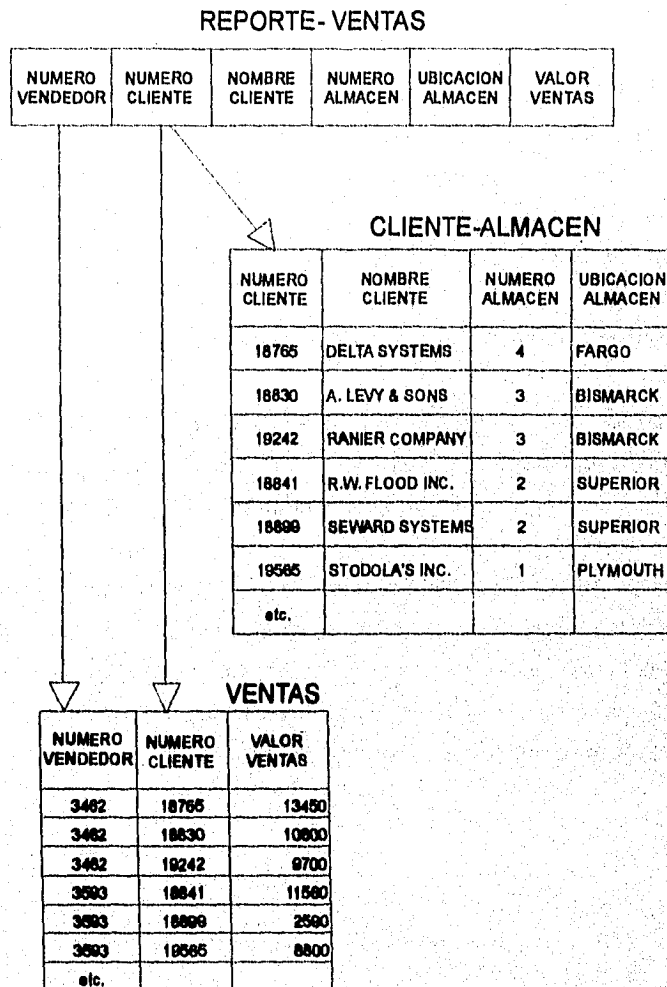 REPORTE- VENTAS
NUMERO VENDEDOR NUMERO CLIENTE NOMBRE CLIENTE NUMERO ALMACEN UBICACION ALMACEN VALOR VENTAS
CLIENTE-ALMACEN
NUMERO CLIENTE NOMBRE CLIENTE NUMERO ALMACEN UBICACION ALMACEN
18765 DELTA SYSTEMS 4 FARGO
18830 A. LEVY & SONS 3 BISMARCK
19242 RANIER COMPANY 3 BISMARCK
18841 R.W. FLOOD INC. 2 SUPERIOR
18899 SEWARD SYSTEMS 2 SUPERIOR
19565 STODOLA'S INC. 1 PLYMOUTH
etc.
VENTAS
NUMERO VENDEDOR NUMERO CLIENTE VALOR VENTAS
3462 18765 13450
3462 18830 10600
3462 19242 9700
3593 18841 11560
3593 18899 2590
3593 19565 8800
etc.